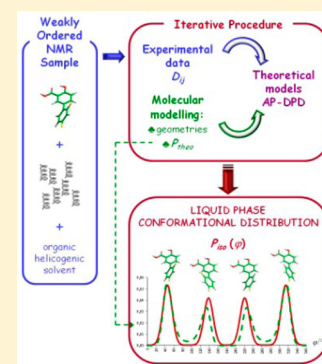 Weakly
Ordered
NMR
Sample
+
+
organic
helicogenic
solvent
Iterative Procedure
Experimental
data
Dij
Molecular
modelling:
♣ geometries
♣ Ptheo
Theoretical
models
AP-DPD
LIQUID PHASE
CONFORMATIONAL DISTRIBUTION
Piso (φ)